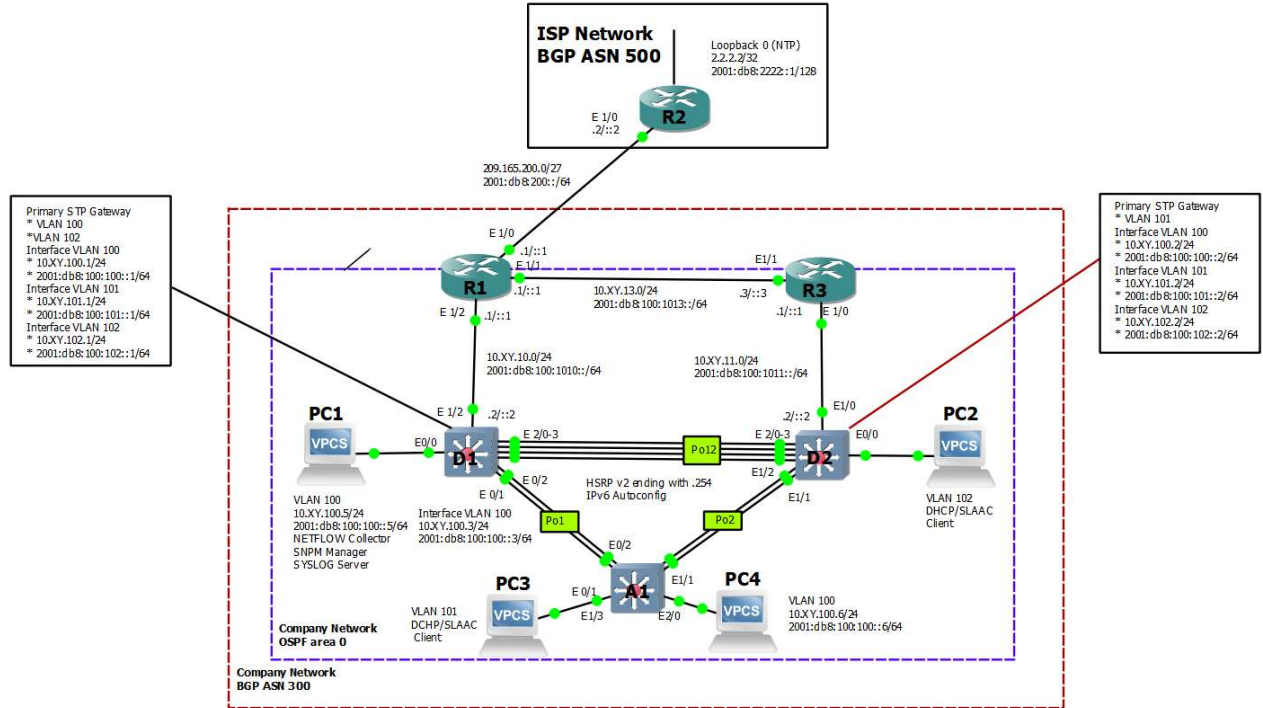 ISP Network
BGP ASN 500
Loopback 0 (NTP)
2.2.2.2/32
2001:db8:2222::1/128
R2
E 1/0
.2/::2
209.165.200.0/27
2001:db8:200::/64
Primary STP Gateway
* VLAN 100
*VLAN 102
Interface VLAN 100
* 10.XY.100.1/24
* 2001:db8:100:100::1/64
Interface VLAN 101
* 10.XY.101.1/24
* 2001:db8:100:101::1/64
Interface VLAN 102
* 10.XY.102.1/24
* 2001:db8:100:102::1/64
Primary STP Gateway
* VLAN 101
Interface VLAN 100
* 10.XY.100.2/24
* 2001:db8:100:100::2/64
Interface VLAN 101
* 10.XY.101.2/24
* 2001:db8:100:101::2/64
Interface VLAN 102
* 10.XY.102.2/24
* 2001:db8:100:102::2/64
E 1/0
.1/::1
R1
E 1/1
.1/::1
E 1/2
.1/::1
10.XY.13.0/24
2001:db8:100:1013::/64
E1/1
.3/::3
R3
.1/::1
E 1/0
10.XY.10.0/24
2001:db8:100:1010::/64
10.XY.11.0/24
2001:db8:100:1011::/64
E 1/2
.2/::2
E1/0
.2/::2
PC1
VPCS
E0/0
D1
E 2/0-3
Po12
E 2/0-3
D2
E0/0
PC2
VPCS
E 0/2
E 0/1
HSRP v2 ending with .254
IPv6 Autoconfig
E1/2
E1/1
VLAN 100
10.XY.100.5/24
2001:db8:100:100::5/64
NETFLOW Collector
SNPM Manager
SYSLOG Server
Interface VLAN 100
10.XY.100.3/24
2001:db8:100:100::3/64
Po1
Po2
VLAN 102
DHCP/SLAAC
Client
E0/2
A1
E1/1
PC3
VPCS
E 0/1
E1/3
E2/0
PC4
VPCS
VLAN 101
DCHP/SLAAC
Client
VLAN 100
10.XY.100.6/24
2001:db8:100:100::6/64
Company Network
OSPF area 0
Company Network
BGP ASN 300